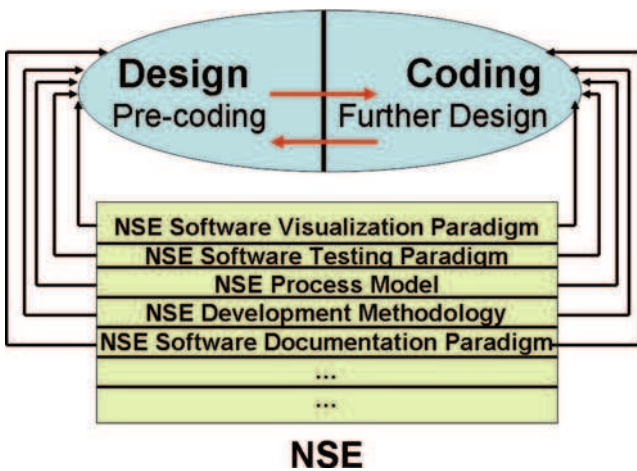 Design
Coding
Pre-coding
Further Design
NSE Software Visualization Paradigm
NSE Software Testing Paradigm
NSE Process Model
NSE Development Methodology
NSE Software Documentation Paradigm
...
...
NSE